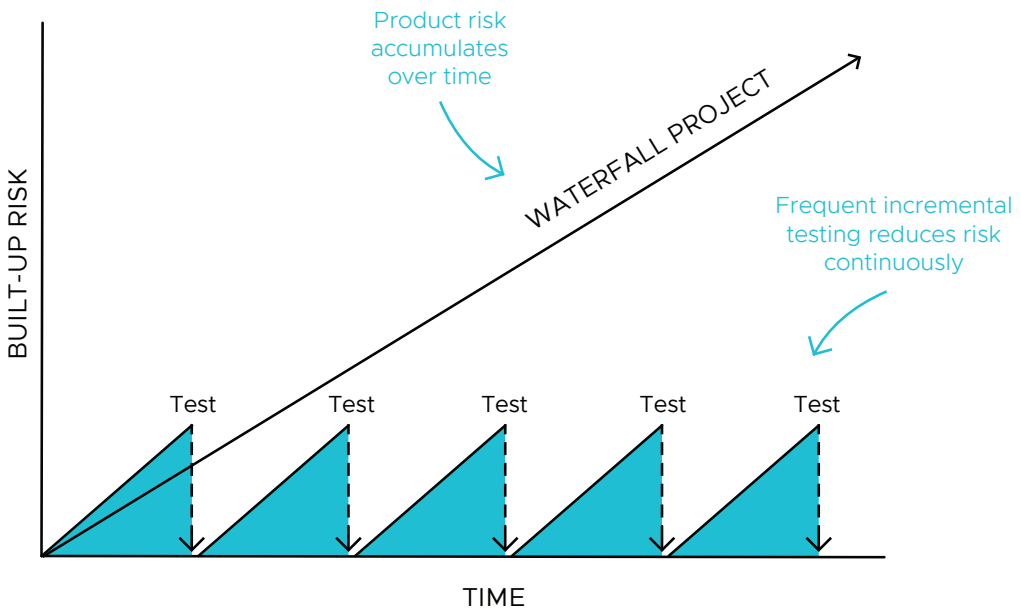 Product risk
accumulates
over time
WATERFALL PROJECT
Frequent incremental
testing reduces risk
continuously
BUILT-UP RISK
Test
Test
Test
Test
Test
TIME